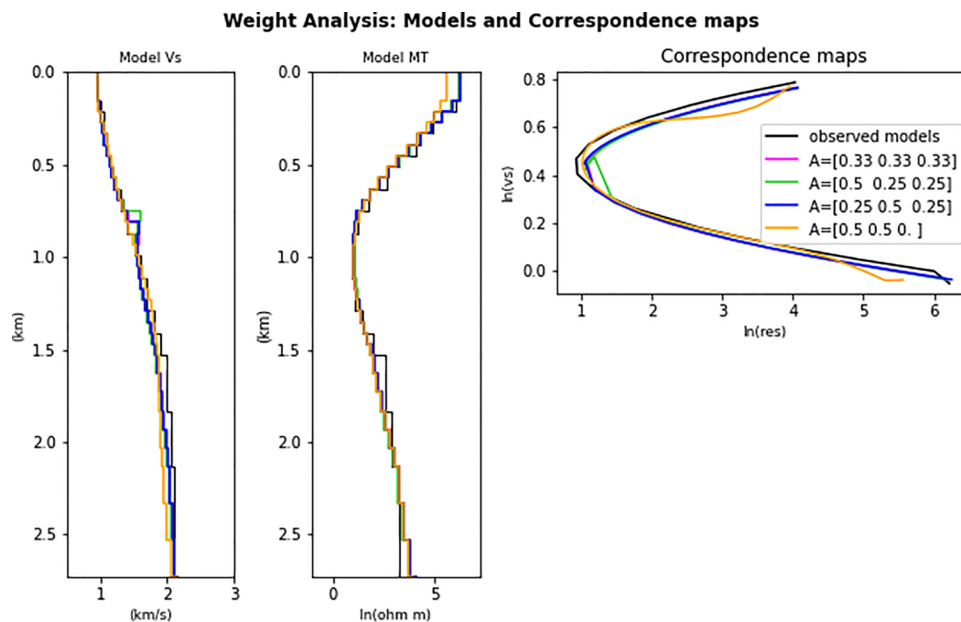 Weight Analysis: Models and Correspondence maps
Model Vs
0.0
0.5
1.0
1.5
2.0
2.5
(km)
1 2 3
(km/s)
Model MT
0.0
0.5
1.0
1.5
2.0
2.5
(km)
0 5
ln(ohm m)
Correspondence maps
0.8
0.6
0.4
0.2
0.0
ln(vs)
observed models
A=[0.33 0.33 0.33]
A=[0.5 0.25 0.25]
A=[0.25 0.5 0.25]
A=[0.5 0.5 0. ]
1 2 3 4 5 6
ln(res)